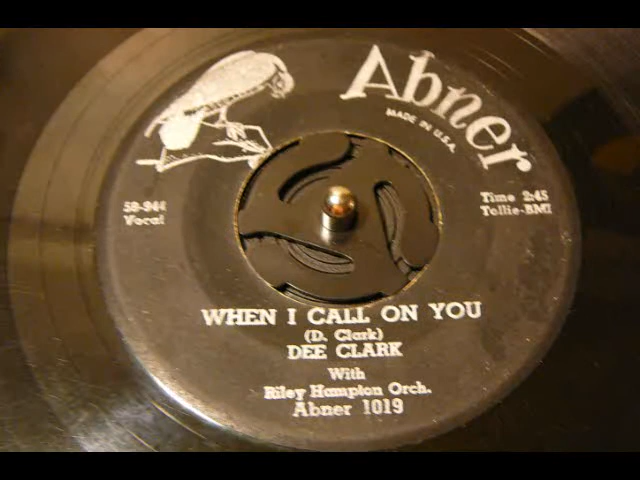 Abner
MADE IN U.S.A.
58-944
Vocal
Time 2:45
Tollie-BMI
WHEN I CALL ON YOU
(D. Clark)
DEE CLARK
With
Riley Hampton Orch.
Abner 1019